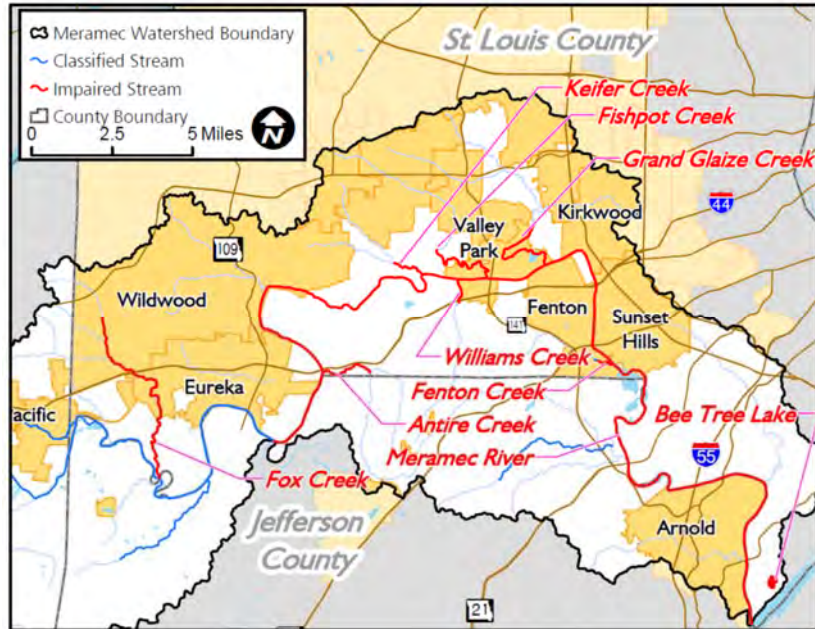 Meramec Watershed Boundary
Classified Stream
Impaired Stream
County Boundary
0 2.5 5 Miles
N
St. Louis County
Keifer Creek
Fishpot Creek
Grand Glaize Creek
44
Kirkwood
Valley
Park
109
Wildwood
Fenton
141
Sunset
Hills
Williams Creek
Eureka
Fenton Creek
Pacific
Antire Creek
Bee Tree Lake
Meramec River
55
Fox Creek
Jefferson
County
Arnold
21